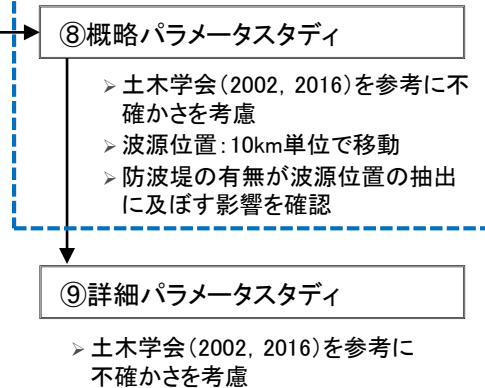 ⑧概略パラメータスタディ
➢土木学会(2002, 2016)を参考に不
確かさを考慮
➢波源位置:10km単位で移動
➢防波堤の有無が波源位置の抽出
に及ぼす影響を確認
⑨詳細パラメータスタディ
➢土木学会(2002, 2016)を参考に
不確かさを考慮